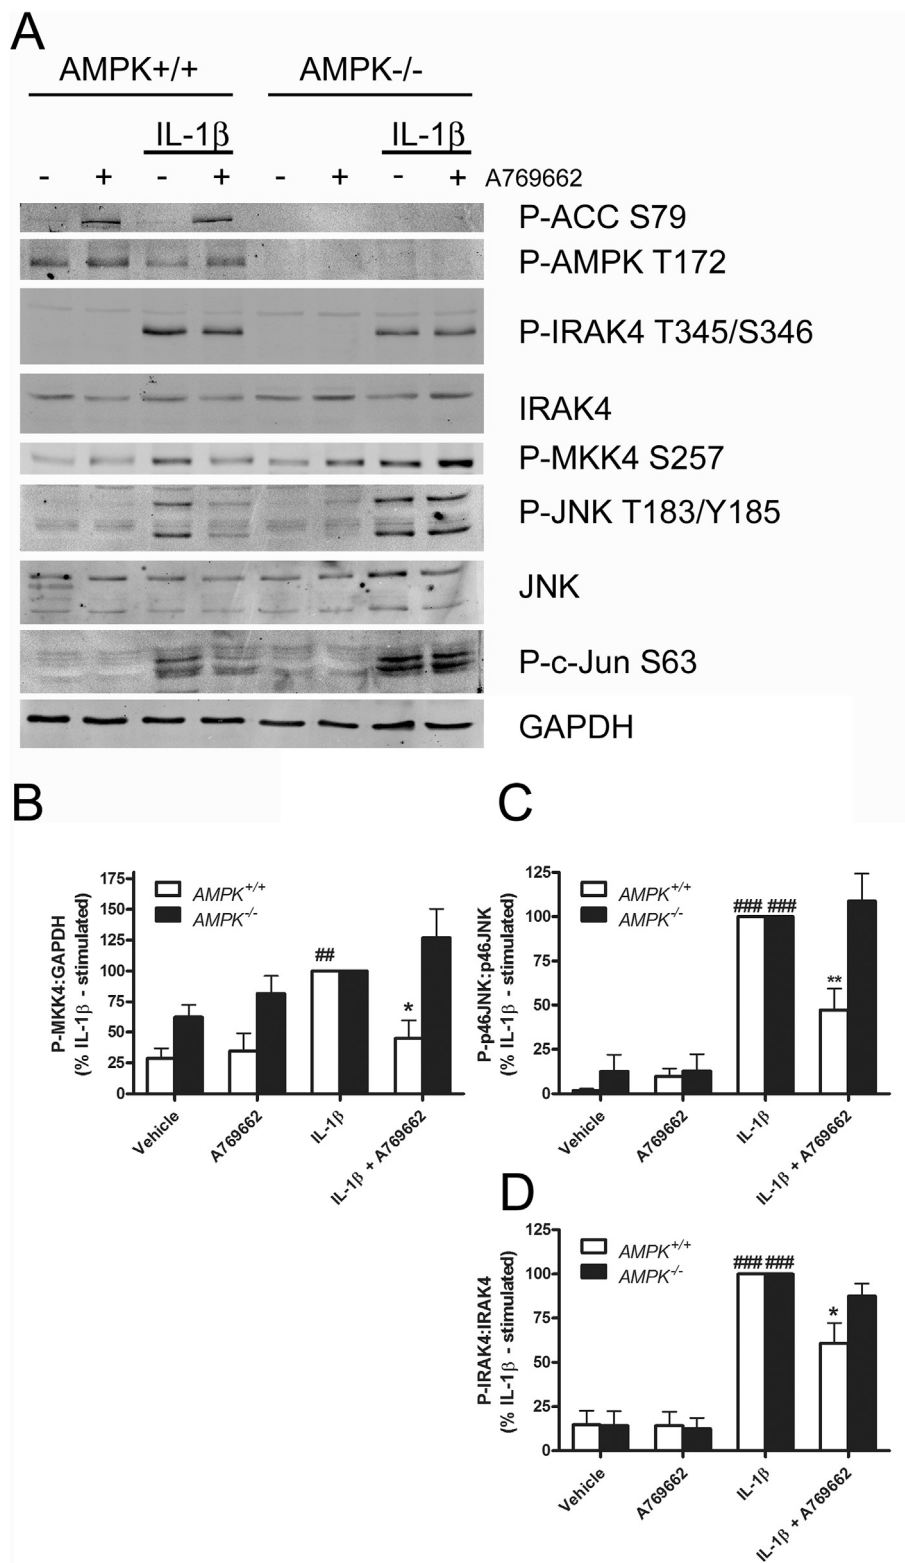 A
AMPK+/+ AMPK-/-
IL-1β IL-1β
- + - + - + - + A769662
P-ACC S79
P-AMPK T172
P-IRAK4 T345/S346
IRAK4
P-MKK4 S257
P-JNK T183/Y185
JNK
P-c-Jun S63
GAPDH
B
P-MKK4:GAPDH
(% IL-1β - stimulated)
175
150
125
100
75
50
25
0
AMPK+/+
AMPK-/-
##
*
Vehicle
A769662
IL-1β
IL-1β + A769662
C
P-p46JNK:p46JNK
(% IL-1β - stimulated)
125
100
75
50
25
0
AMPK+/+
AMPK-/-
### ###
**
Vehicle
A769662
IL-1β
IL-1β + A769662
D
P-IRAK4:IRAK4
(% IL-1β - stimulated)
125
100
75
50
25
0
AMPK+/+
AMPK-/-
### ###
*
Vehicle
A769662
IL-1β
IL-1β + A769662